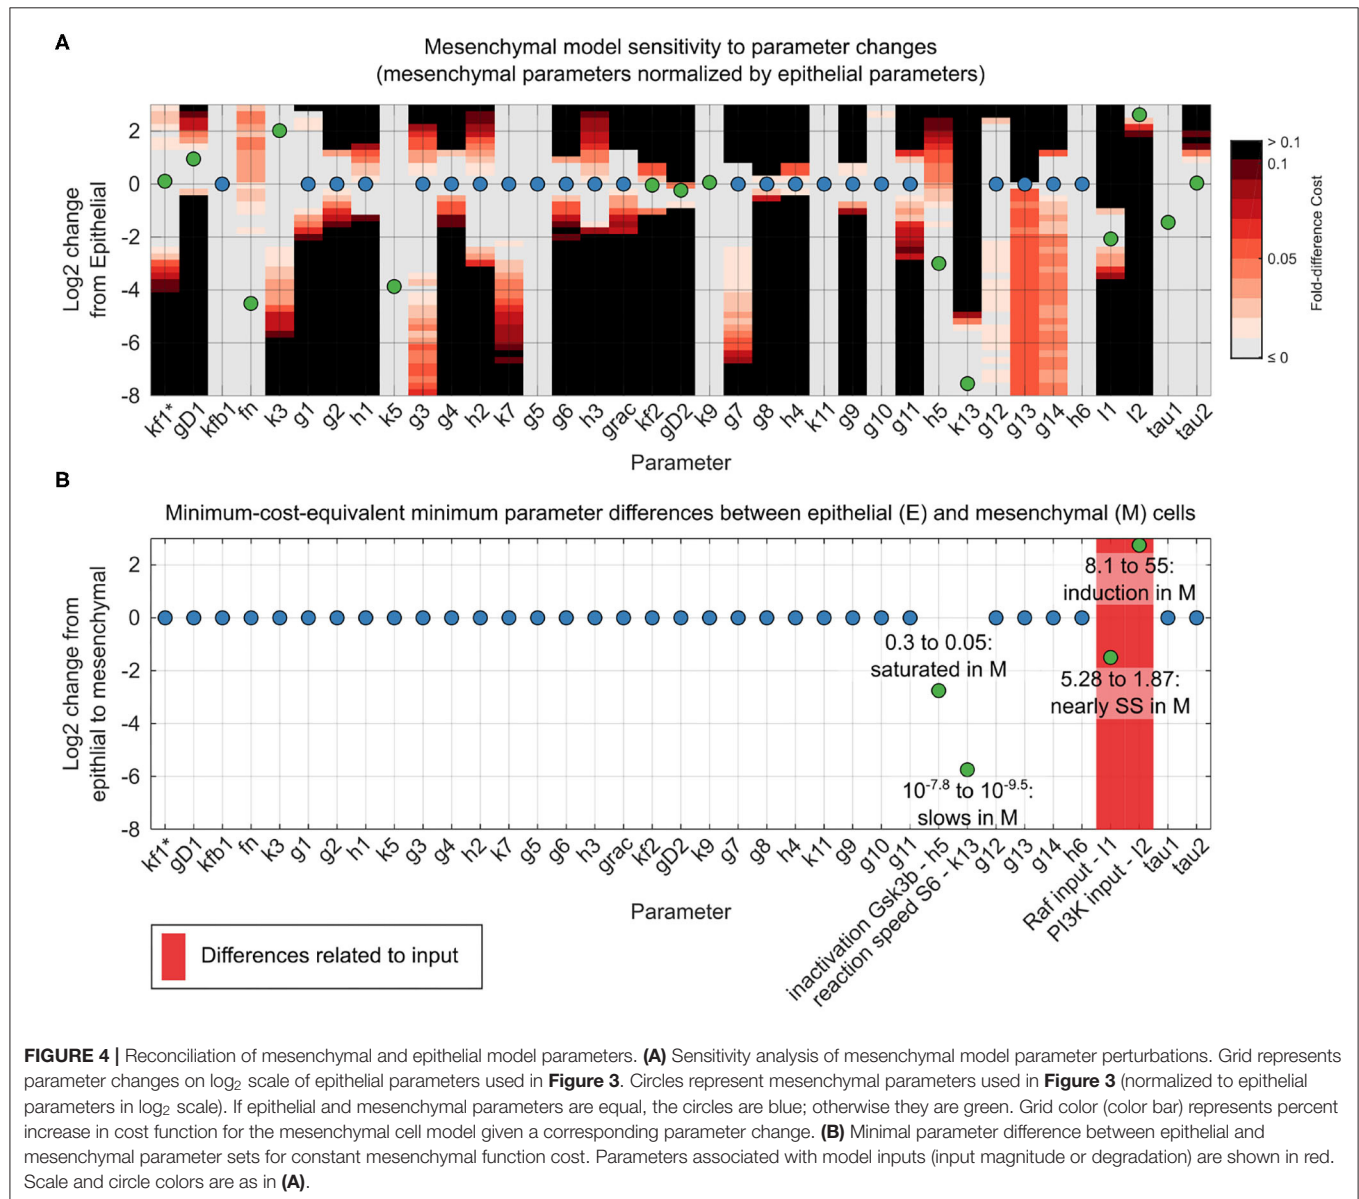 A
Mesenchymal model sensitivity to parameter changes
(mesenchymal parameters normalized by epithelial parameters)
Log2 change
from Epithelial
2
0
-2
-4
-6
-8
kf1* gD1 kfb1 fn k3 g1 g2 h1 k5 g3 g4 h2 k7 g5 g6 h3 grac kf2 gD2 k9 g7 g8 h4 k11 g9 g10 g11 h5 k13 g12 g13 g14 h6 I1 I2 tau1 tau2
Parameter
> 0.1
0.1
0.05
≤ 0
Fold-difference Cost
B
Minimum-cost-equivalent minimum parameter differences between epithelial (E) and mesenchymal (M) cells
Log2 change from
epithlial to mesenchymal
2
0
-2
-4
-6
-8
8.1 to 55:
induction in M
0.3 to 0.05:
saturated in M
5.28 to 1.87:
nearly SS in M
10-7.8 to 10-9.5:
slows in M
kf1* gD1 kfb1 fn k3 g1 g2 h1 k5 g3 g4 h2 k7 g5 g6 h3 grac kf2 gD2 k9 g7 g8 h4 k11 g9 g10 g11 inactivation Gsk3b - h5 reaction speed S6 - k13 g12 g13 g14 h6 Raf input - I1 PI3K input - I2 tau1 tau2
Parameter
Differences related to input
FIGURE 4 | Reconciliation of mesenchymal and epithelial model parameters. (A) Sensitivity analysis of mesenchymal model parameter perturbations. Grid represents
parameter changes on log2 scale of epithelial parameters used in Figure 3. Circles represent mesenchymal parameters used in Figure 3 (normalized to epithelial
parameters in log2 scale). If epithelial and mesenchymal parameters are equal, the circles are blue; otherwise they are green. Grid color (color bar) represents percent
increase in cost function for the mesenchymal cell model given a corresponding parameter change. (B) Minimal parameter difference between epithelial and
mesenchymal parameter sets for constant mesenchymal function cost. Parameters associated with model inputs (input magnitude or degradation) are shown in red.
Scale and circle colors are as in (A).